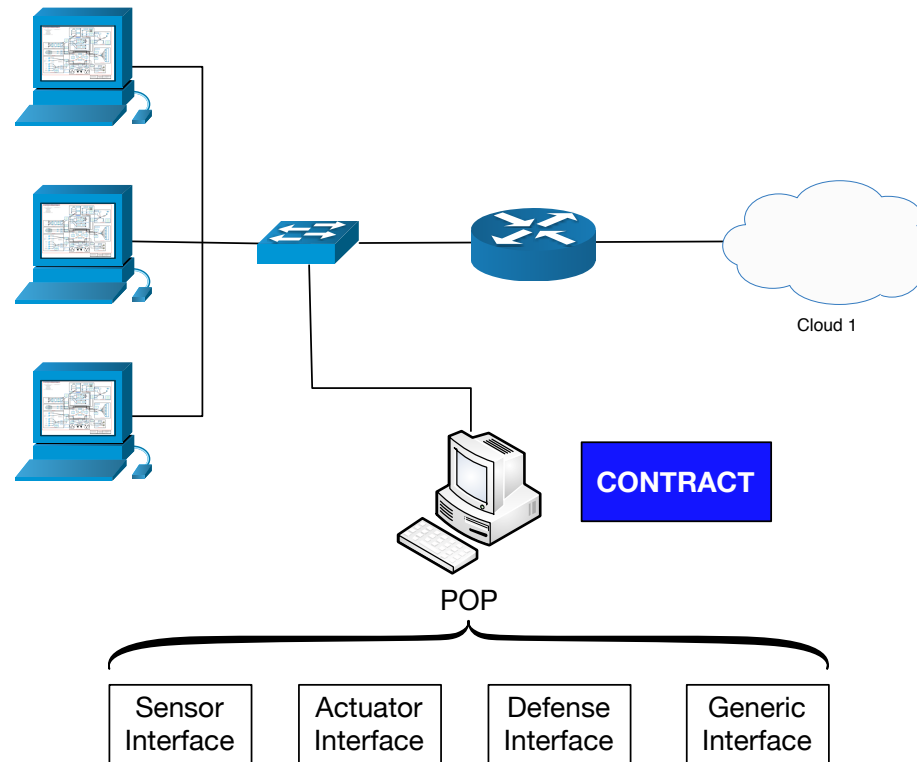 Cloud 1
CONTRACT
POP
Sensor
Interface
Actuator
Interface
Defense
Interface
Generic
Interface